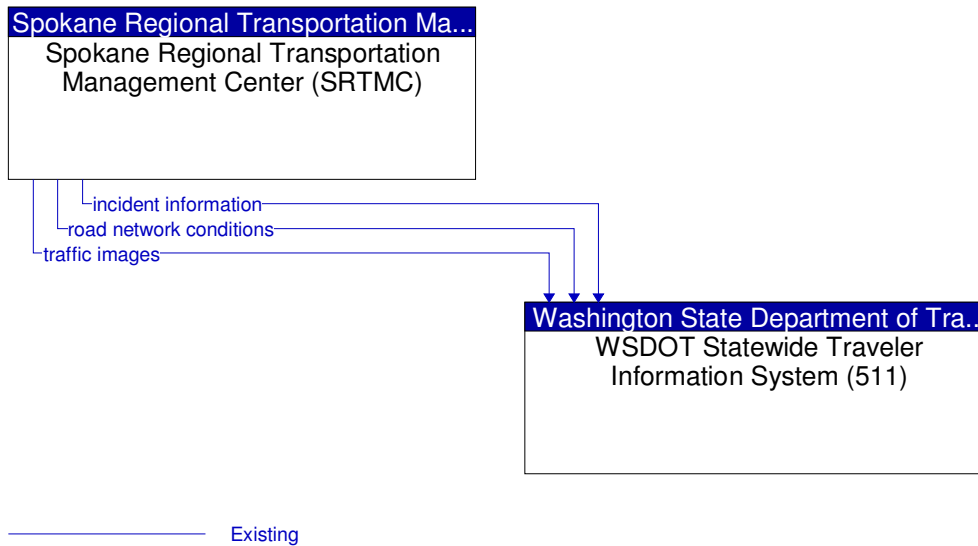 Spokane Regional Transportation Ma...
Spokane Regional Transportation
Management Center (SRTMC)
incident information
road network conditions
traffic images
Washington State Department of Tra...
WSDOT Statewide Traveler
Information System (511)
Existing